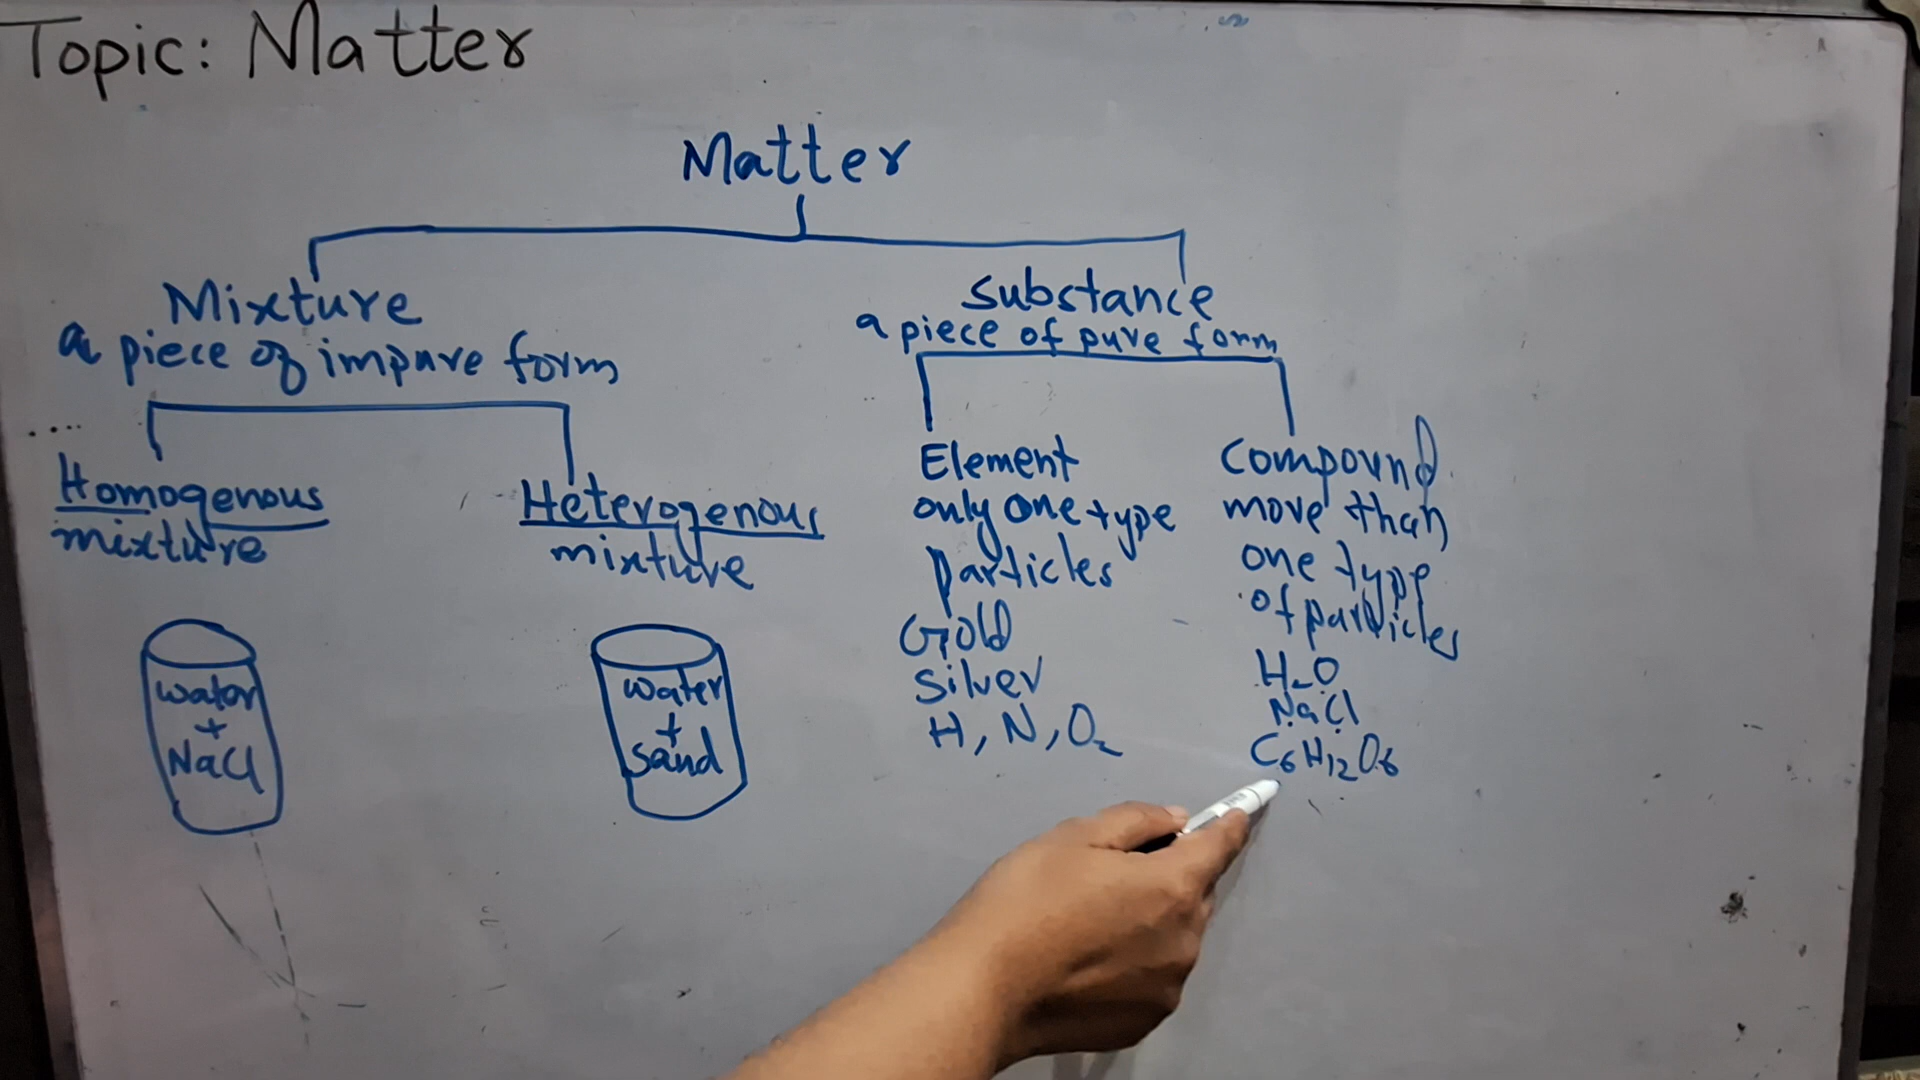 Topic: Matter
Matter
Mixture
a piece of impure form
Substance
a piece of pure form
Homogenous
mixture
Heterogenous
mixture
Element
only one type
particles
Gold
Silver
H, N, O₂
Compound
more than
one type
of particles
H₂O
NaCl
C₆H₁₂O₆
water
+
NaCl
water
+
Sand